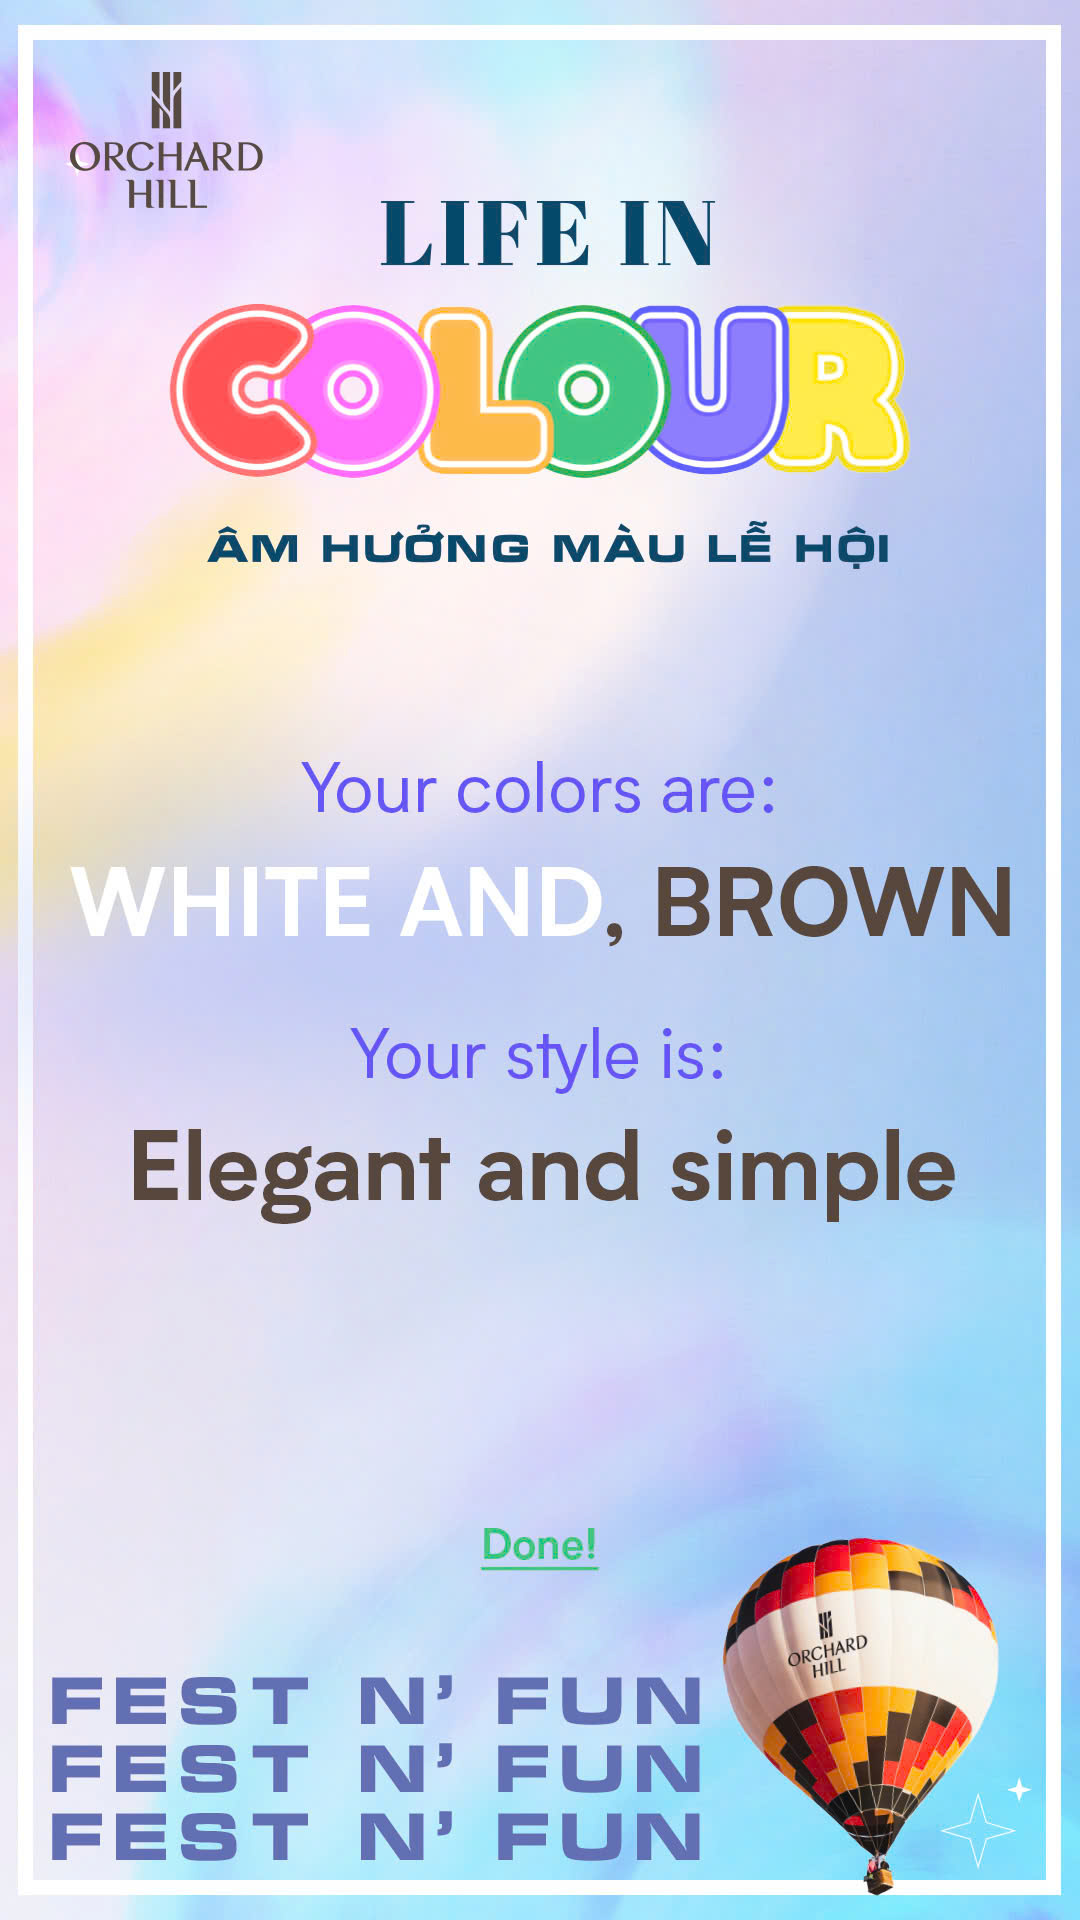 ORCHARD
HILL
LIFE IN
COLOUR
ÂM HƯỞNG MÀU LỄ HỘI
Your colors are:
WHITE AND, BROWN
Your style is:
Elegant and simple
Done!
ORCHARD
HILL
FEST N’ FUN
FEST N’ FUN
FEST N’ FUN